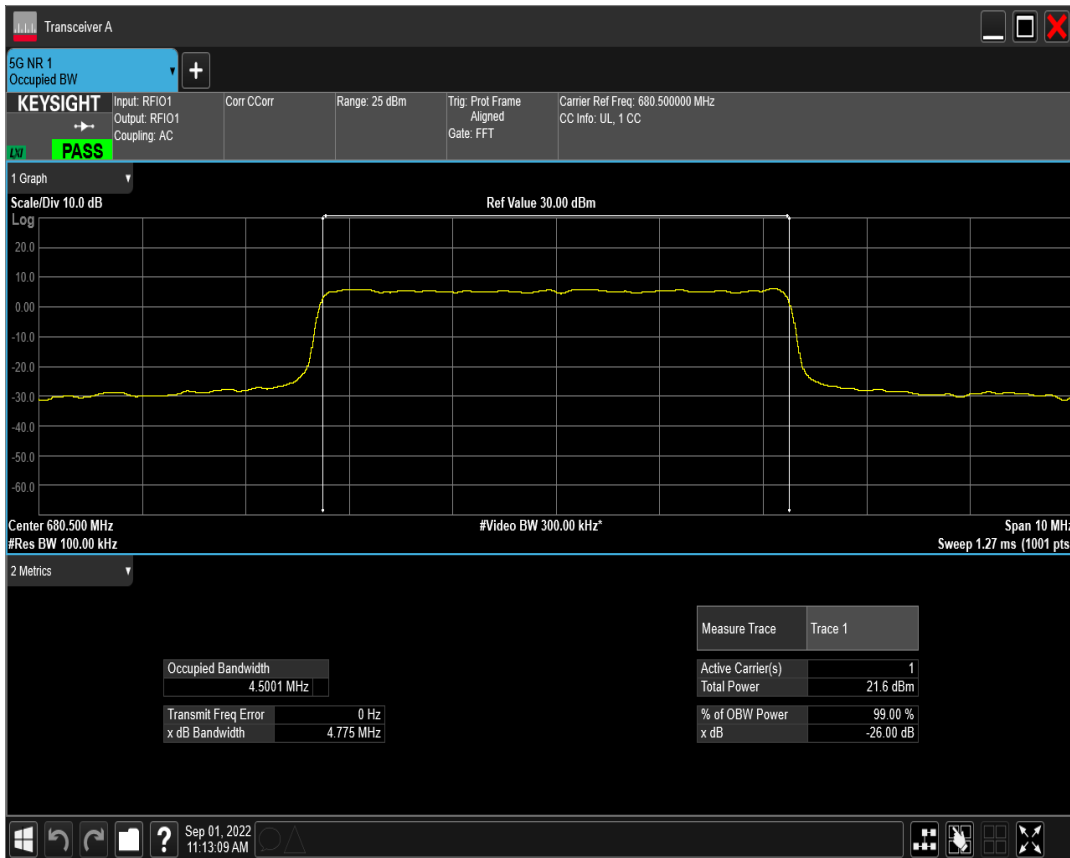 Transceiver A
5G NR 1
Occupied BW
+
KEYSIGHT
LXI
PASS
Input: RFIO1
Output: RFIO1
Coupling: AC
Corr CCorr
Range: 25 dBm
Trig: Prot Frame
Aligned
Gate: FFT
Carrier Ref Freq: 680.500000 MHz
CC Info: UL, 1 CC
1 Graph
Scale/Div 10.0 dB
Ref Value 30.00 dBm
Log
20.0
10.0
0.00
-10.0
-20.0
-30.0
-40.0
-50.0
-60.0
Center 680.500 MHz
#Video BW 300.00 kHz*
Span 10 MHz
#Res BW 100.00 kHz
Sweep 1.27 ms (1001 pts
2 Metrics
Measure Trace Trace 1
Occupied Bandwidth
4.5001 MHz
Active Carrier(s) 1
Total Power 21.6 dBm
Transmit Freq Error 0 Hz
x dB Bandwidth 4.775 MHz
% of OBW Power 99.00 %
x dB -26.00 dB
?
Sep 01, 2022
11:13:09 AM